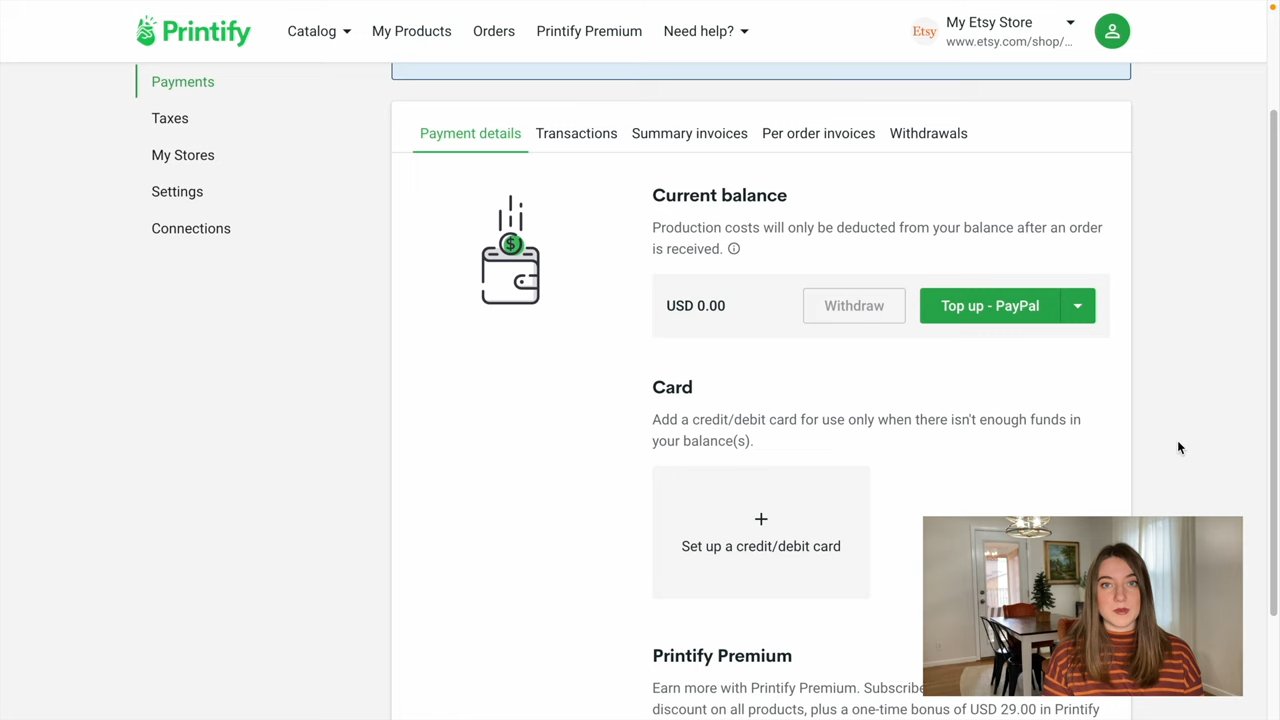 Printify
Catalog
My Products
Orders
Printify Premium
Need help?
Etsy
My Etsy Store
www.etsy.com/shop/...
Payments
Taxes
My Stores
Settings
Connections
Payment details
Transactions
Summary invoices
Per order invoices
Withdrawals
Current balance
Production costs will only be deducted from your balance after an order
is received.
USD 0.00
Withdraw
Top up - PayPal
Card
Add a credit/debit card for use only when there isn't enough funds in
your balance(s).
+
Set up a credit/debit card
Printify Premium
Earn more with Printify Premium. Subscribe
discount on all products, plus a one-time bonus of USD 29.00 in Printify